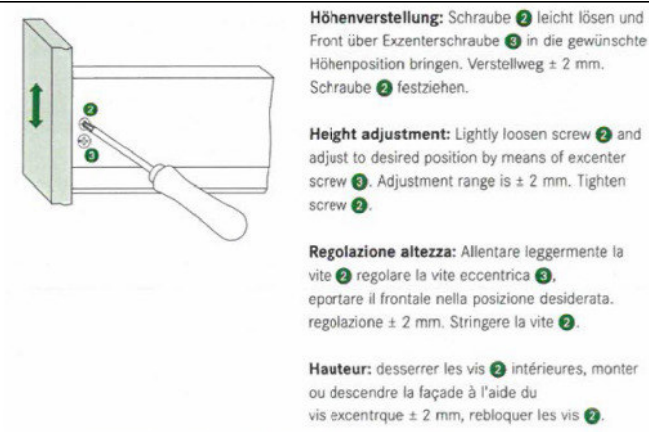 2
3
Höhenverstellung: Schraube 2 leicht lösen und
Front über Exzenterschraube 3 in die gewünschte
Höhenposition bringen. Verstellweg ± 2 mm.
Schraube 2 festziehen.
Height adjustment: Lightly loosen screw 2 and
adjust to desired position by means of excenter
screw 3. Adjustment range is ± 2 mm. Tighten
screw 2.
Regolazione altezza: Allentare leggermente la
vite 2 regolare la vite eccentrica 3,
eportare il frontale nella posizione desiderata.
regolazione ± 2 mm. Stringere la vite 2.
Hauteur: desserrer les vis 2 intérieures, monter
ou descendre la façade à l'aide du
vis excentrque ± 2 mm, rebloquer les vis 2.